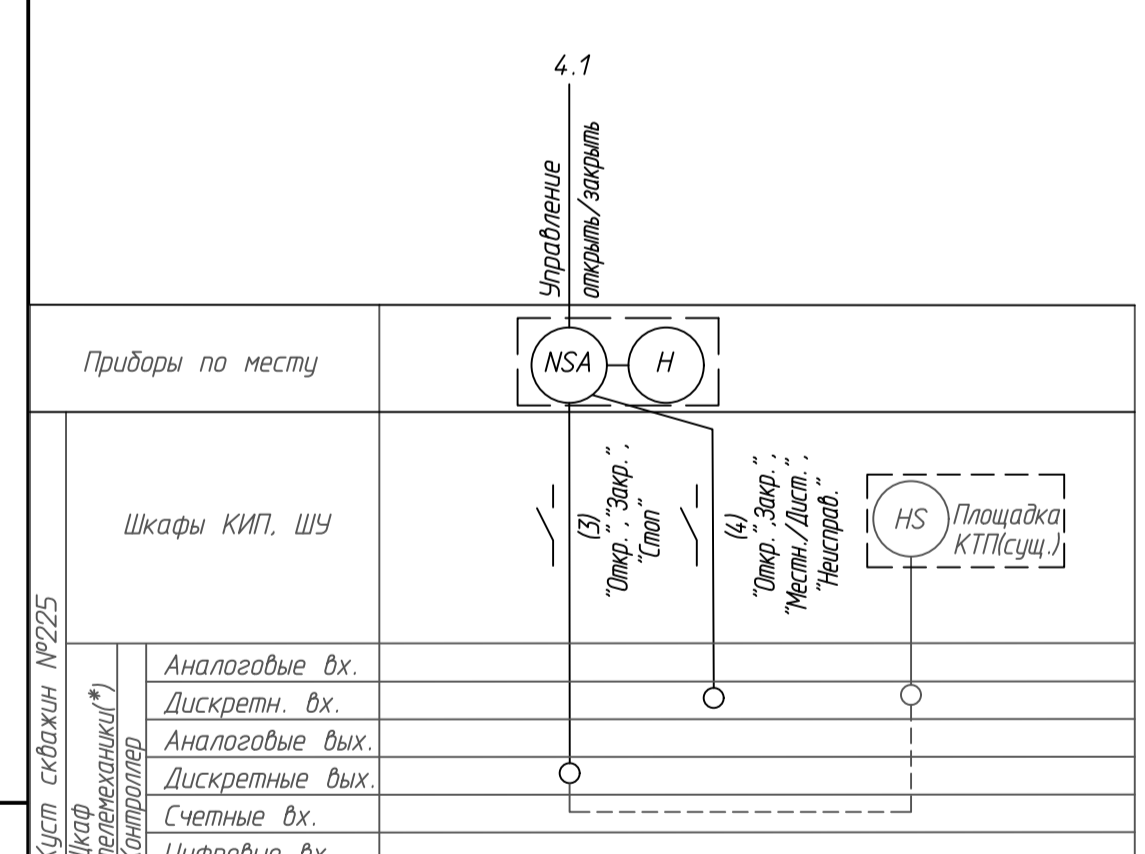 4.1
Управление
открыть/закрыть
Приборы по месту
NSA
H
Шкафы КИП, ШУ
(3)
"Откр.","Закр.",
"Стоп"
(4)
"Откр.",Закр."
"Местн./Дист.",
"Неисправ."
HS
Площадка
КТП(сущ.)
Куст скважин №225
Шкаф
телемеханики(*)
Контроллер
Аналоговые вх.
Дискретн. вх.
Аналоговые вых.
Дискретные вых.
Счетные вх.
Цифровые вх.